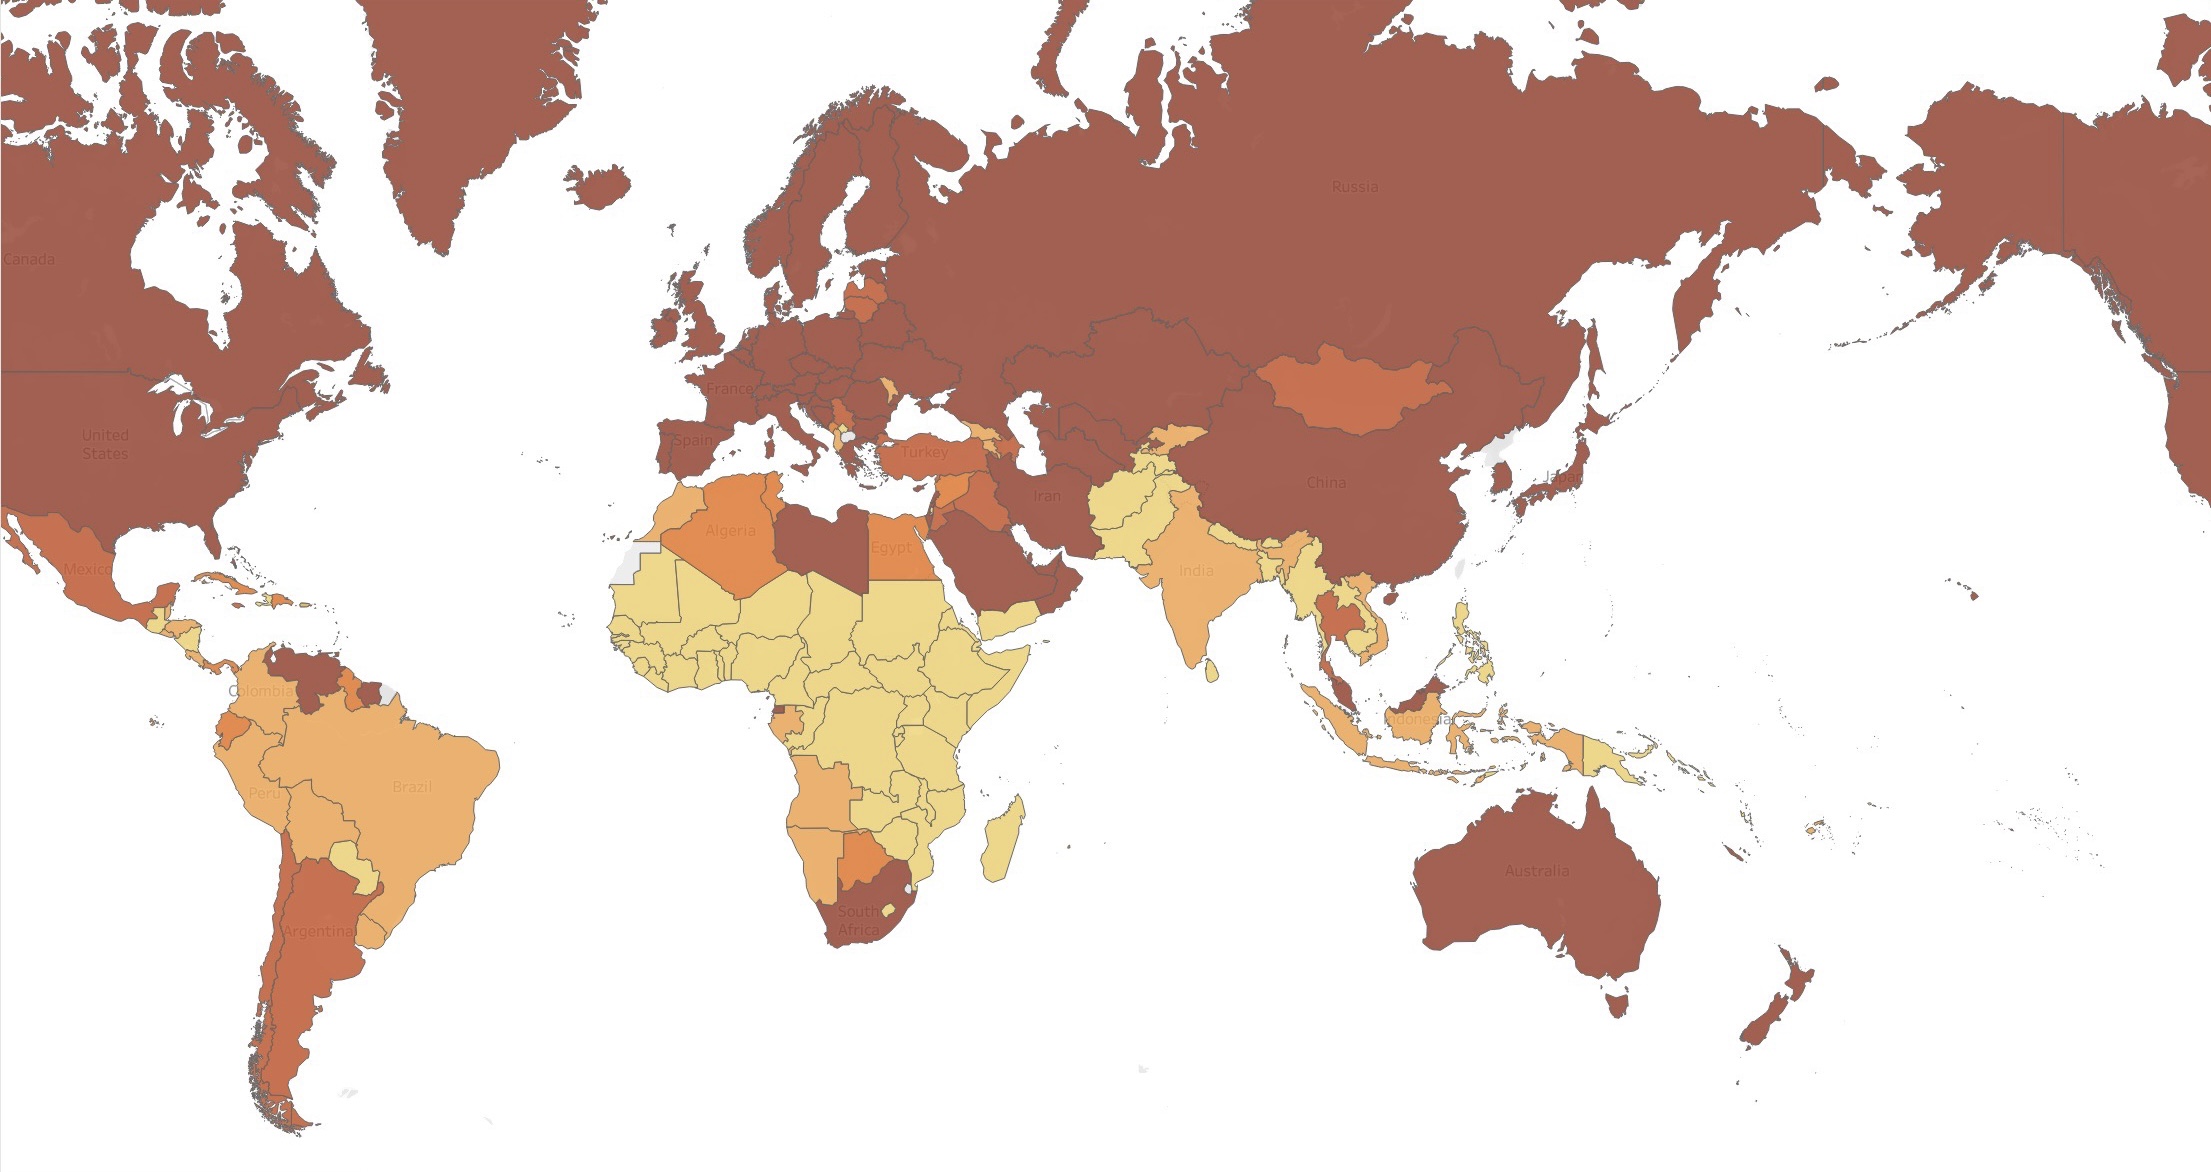 Russia
Canada
United
States
France
Spain
Turkey
Iran
China
Japan
Algeria
Egypt
India
Mexico
Colombia
Indonesia
Peru
Brazil
Australia
South
Africa
Argentina